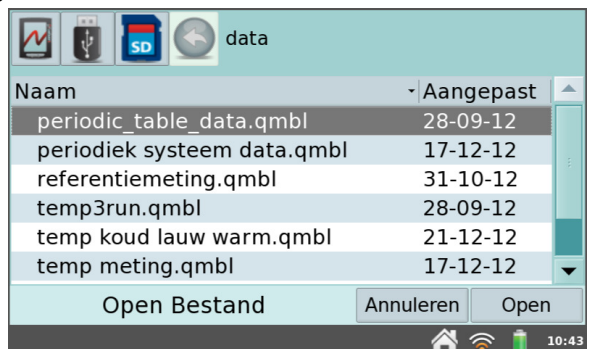 SD data
Naam Aangepast
periodic_table_data.qmbl 28-09-12
periodiek systeem data.qmbl 17-12-12
referentiemeting.qmbl 31-10-12
temp3run.qmbl 28-09-12
temp koud lauw warm.qmbl 21-12-12
temp meting.qmbl 17-12-12
Open Bestand Annuleren Open
10:43